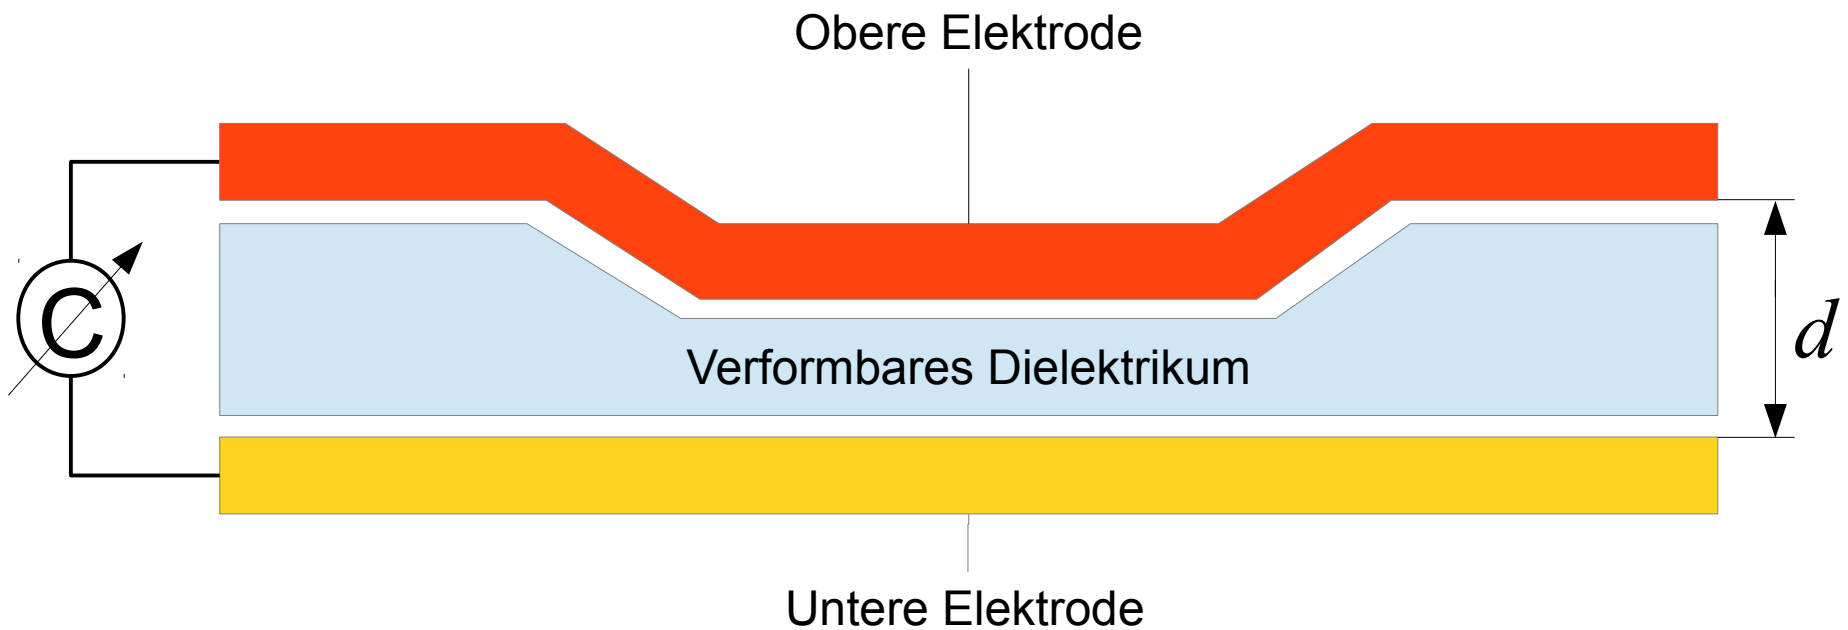 Obere Elektrode
C
Verformbares Dielektrikum
d
Untere Elektrode